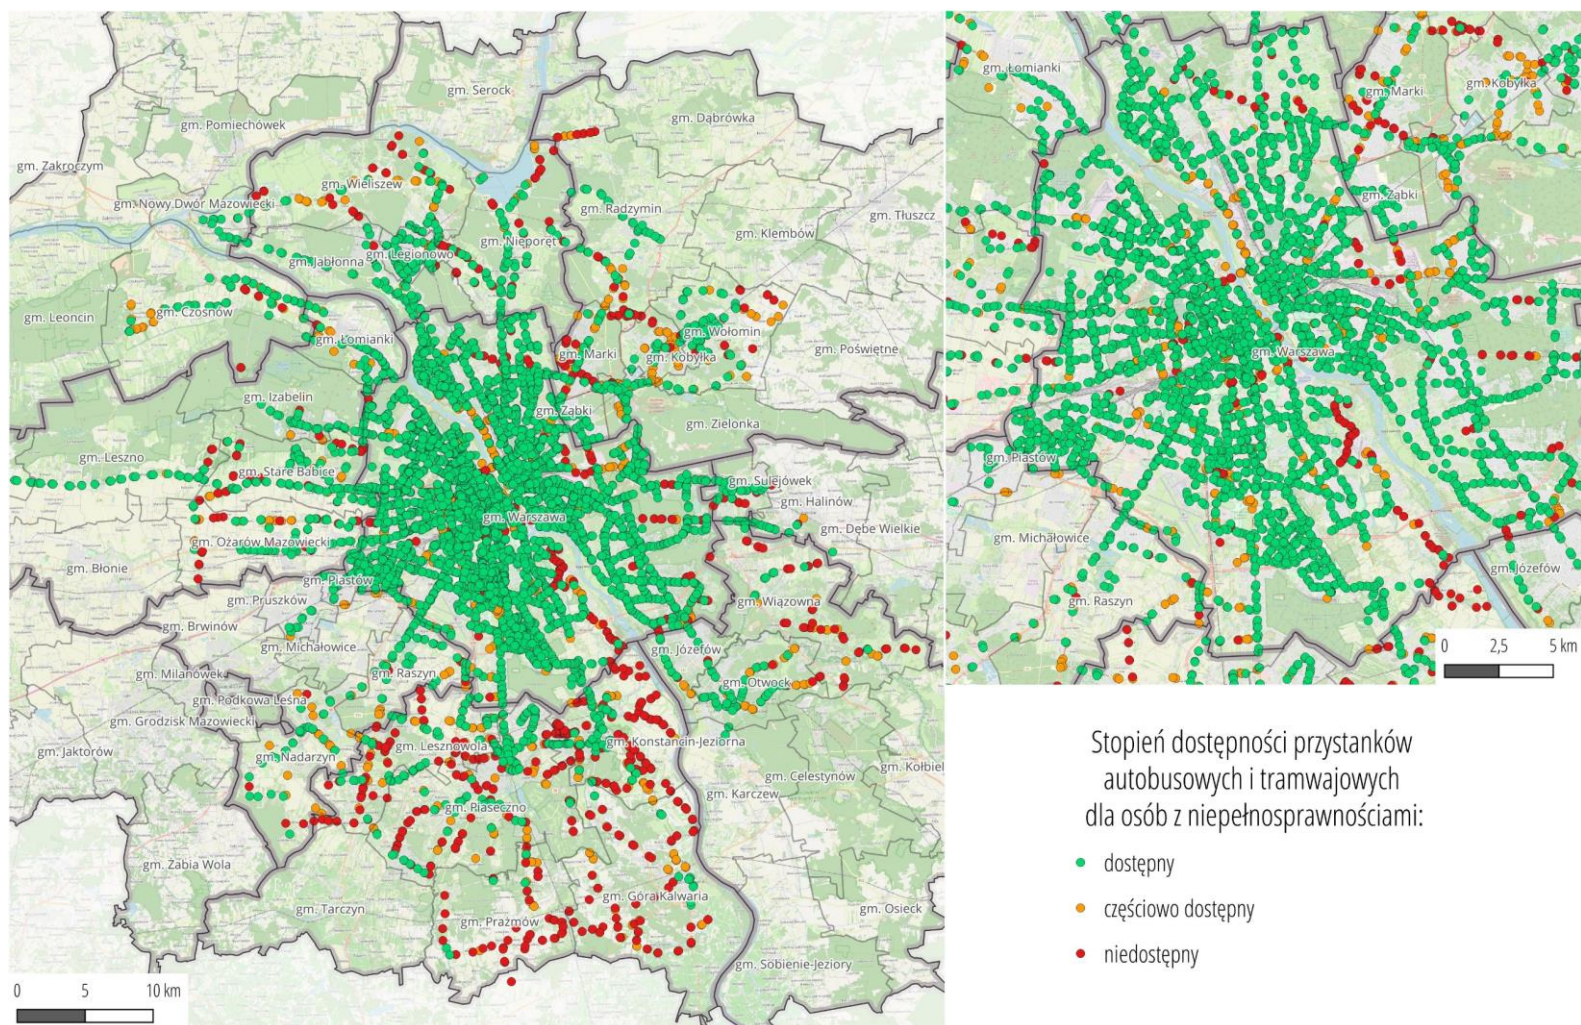 gm. Serock
gm. Dąbrówka
gm. Pomiechówek
gm. Zakroczym
gm. Wieliszew
gm. Nowy Dwór Mazowiecki
gm. Radzymin
gm. Tłuszcz
gm. Klembów
gm. Nieporęt
gm. Legionowo
gm. Jabłonna
gm. Leoncin
gm. Czosnów
gm. Łomianki
gm. Wołomin
gm. Marki
gm. Kobyłka
gm. Poświętne
gm. Izabelin
gm. Ząbki
gm. Zielonka
gm. Leszno
gm. Stare Babice
gm. Sulejówek
gm. Halinów
gm. Warszawa
gm. Dębe Wielkie
gm. Ożarów Mazowiecki
gm. Błonie
gm. Piastów
gm. Pruszków
gm. Wiązowna
gm. Brwinów
gm. Michałowice
gm. Józefów
gm. Milanówek
gm. Raszyn
gm. Otwock
gm. Podkowa Leśna
gm. Grodzisk Mazowiecki
gm. Jaktorów
gm. Lesznowola
gm. Konstancin-Jeziorna
gm. Nadarzyn
gm. Kołbiel
gm. Celestynów
gm. Karczew
gm. Piaseczno
gm. Żabia Wola
gm. Góra Kalwaria
gm. Tarczyn
gm. Prażmów
gm. Osieck
gm. Sobienie-Jeziory
0 5 10 km
gm. Łomianki
gm. Marki
gm. Kobyłka
gm. Ząbki
gm. Warszawa
gm. Piastów
gm. Michałowice
gm. Józefów
gm. Raszyn
0 2,5 5 km
Stopień dostępności przystanków
autobusowych i tramwajowych
dla osób z niepełnosprawnościami:
dostępny
częściowo dostępny
niedostępny